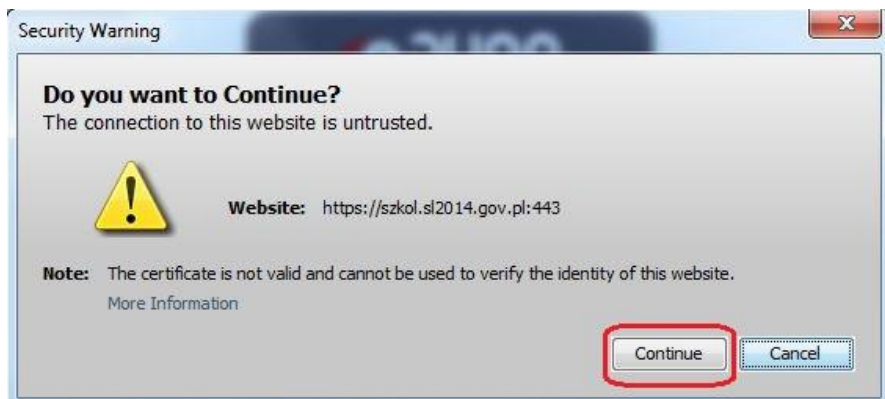 Security Warning
Do you want to Continue?
The connection to this website is untrusted.
Website: https://szkol.sl2014.gov.pl:443
Note: The certificate is not valid and cannot be used to verify the identity of this website.
More Information
Continue Cancel